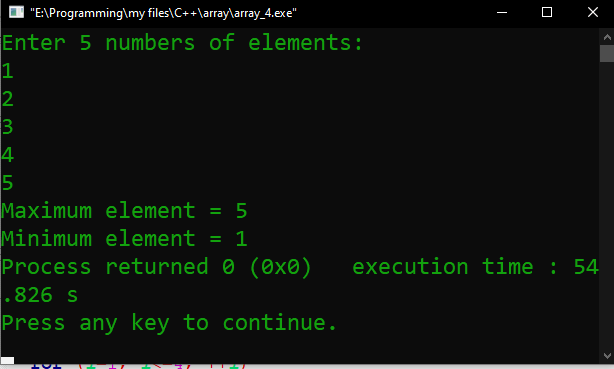 "E:\Programming\my files\C++\array\array_4.exe"
Enter 5 numbers of elements:
1
2
3
4
5
Maximum element = 5
Minimum element = 1
Process returned 0 (0x0)   execution time : 54
.826 s
Press any key to continue.